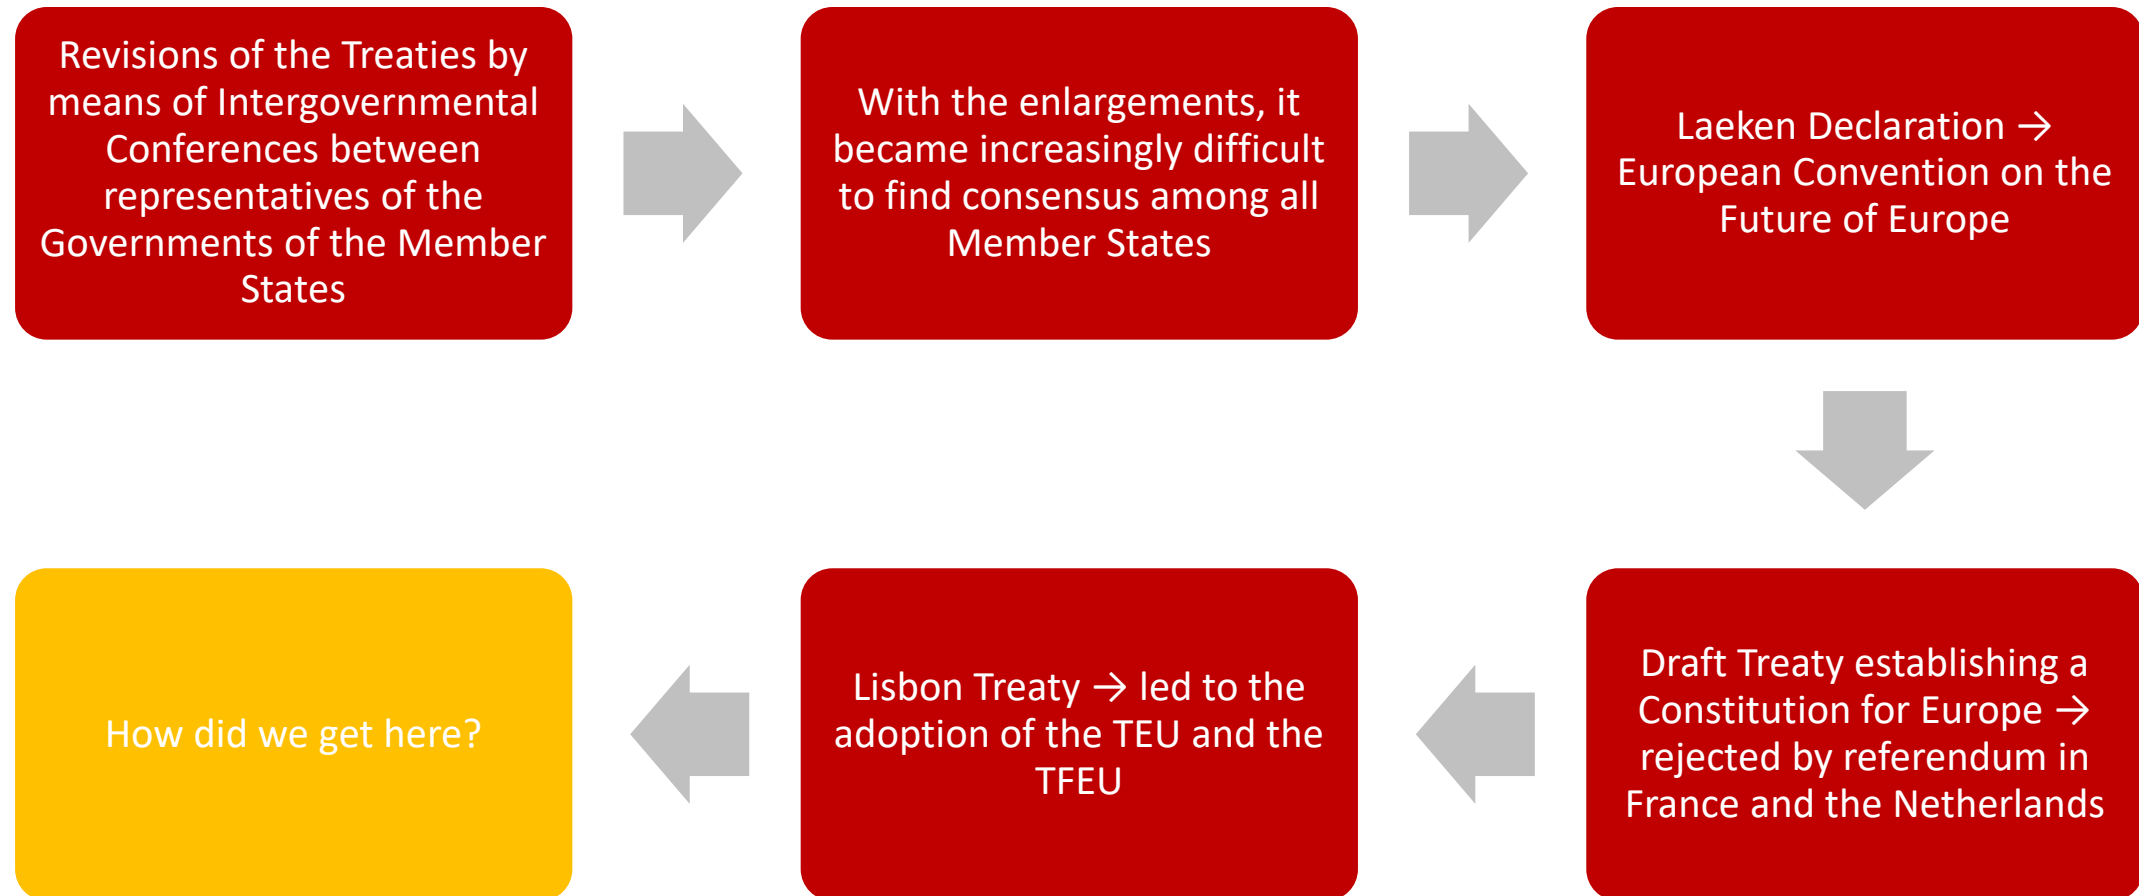 Revisions of the Treaties by
means of Intergovernmental
Conferences between
representatives of the
Governments of the Member
States
With the enlargements, it
became increasingly difficult
to find consensus among all
Member States
Laeken Declaration →
European Convention on the
Future of Europe
Draft Treaty establishing a
Constitution for Europe →
rejected by referendum in
France and the Netherlands
Lisbon Treaty → led to the
adoption of the TEU and the
TFEU
How did we get here?